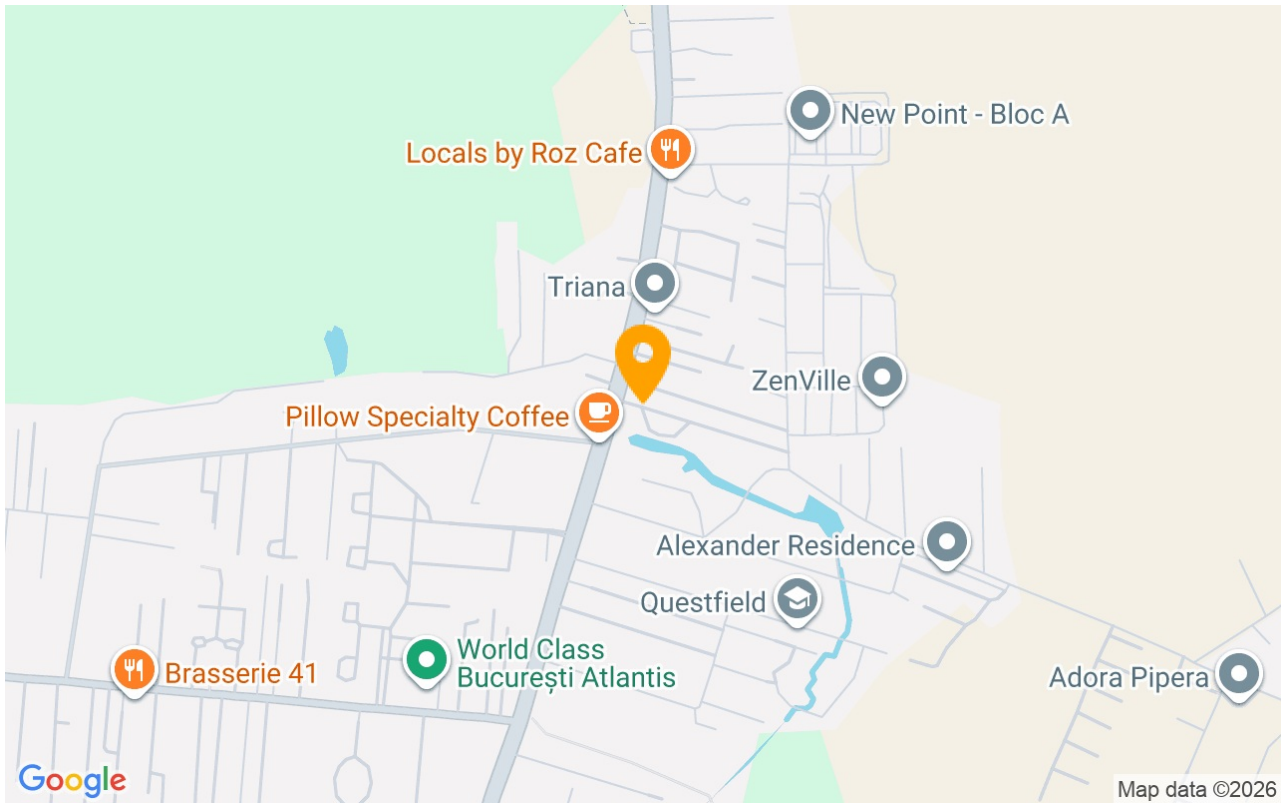 New Point - Bloc A
Locals by Roz Cafe
Triana
ZenVille
Pillow Specialty Coffee
Alexander Residence
Questfield
World Class
București Atlantis
Brasserie 41
Adora Pipera
Google
Map data ©2026